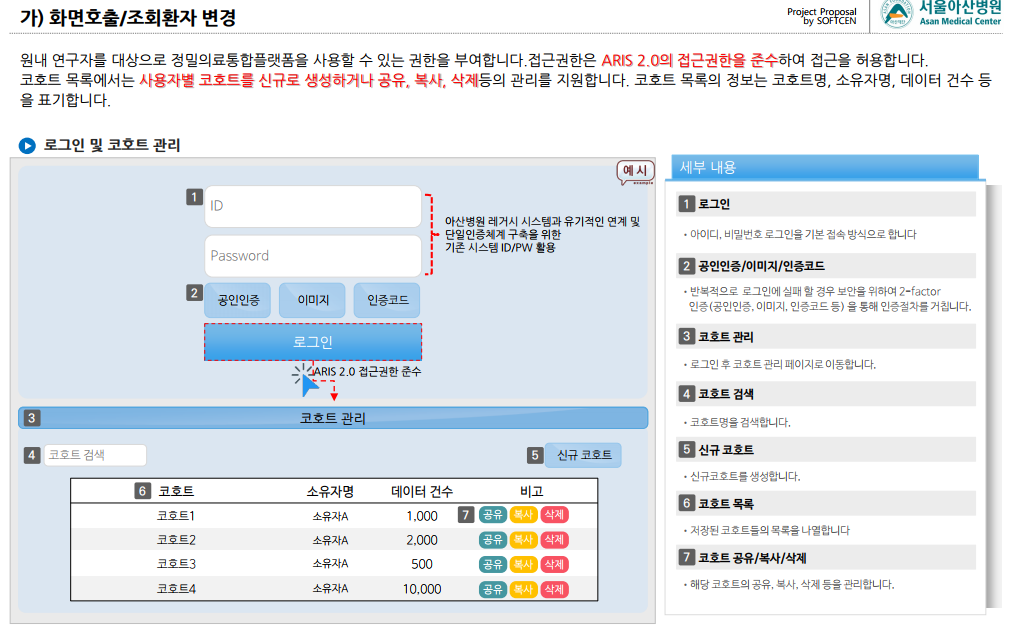 가) 화면호출/조회환자 변경
Project Proposal
by SOFTCEN
서울아산병원
Asan Medical Center
원내 연구자를 대상으로 정밀의료통합플랫폼을 사용할 수 있는 권한을 부여합니다.접근권한은 ARIS 2.0의 접근권한을 준수하여 접근을 허용합니다.
코호트 목록에서는 사용자별 코호트를 신규로 생성하거나 공유, 복사, 삭제등의 관리를 지원합니다. 코호트 목록의 정보는 코호트명, 소유자명, 데이터 건수 등
을 표기합니다.
로그인 및 코호트 관리
예 시
example
1
ID
Password
아산병원 레거시 시스템과 유기적인 연계 및
단일인증체계 구축을 위한
기존 시스템 ID/PW 활용
2
공인인증 이미지 인증코드
로그인
ARIS 2.0 접근권한 준수
3 코호트 관리
4 코호트 검색
5 신규 코호트
6 코호트 소유자명 데이터 건수 비고
코호트1 소유자A 1,000 7 공유 복사 삭제
코호트2 소유자A 2,000 공유 복사 삭제
코호트3 소유자A 500 공유 복사 삭제
코호트4 소유자A 10,000 공유 복사 삭제
세부 내용
1 로그인
• 아이디, 비밀번호 로그인을 기본 접속 방식으로 합니다
2 공인인증/이미지/인증코드
• 반복적으로 로그인에 실패 할 경우 보안을 위하여 2-factor
인증(공인인증, 이미지, 인증코드 등) 을 통해 인증절차를 거칩니다.
3 코호트 관리
• 로그인 후 코호트 관리 페이지로 이동합니다.
4 코호트 검색
• 코호트명을 검색합니다.
5 신규 코호트
• 신규코호트를 생성합니다.
6 코호트 목록
• 저장된 코호트들의 목록을 나열합니다
7 코호트 공유/복사/삭제
• 해당 코호트의 공유, 복사, 삭제 등을 관리합니다.